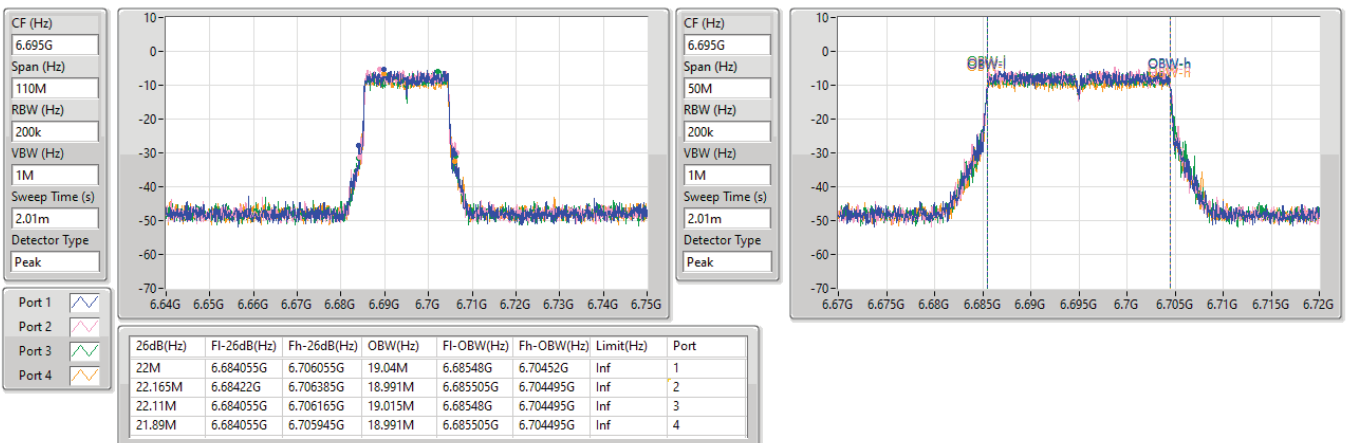 CF (Hz)
6.695G
Span (Hz)
110M
RBW (Hz)
200k
VBW (Hz)
1M
Sweep Time (s)
2.01m
Detector Type
Peak
10
0
-10
-20
-30
-40
-50
-60
-70
6.64G 6.65G 6.66G 6.67G 6.68G 6.69G 6.7G 6.71G 6.72G 6.73G 6.74G 6.75G
CF (Hz)
6.695G
Span (Hz)
50M
RBW (Hz)
200k
VBW (Hz)
1M
Sweep Time (s)
2.01m
Detector Type
Peak
10
0
-10
-20
-30
-40
-50
-60
-70
OBW-l OBW-h
6.67G 6.675G 6.68G 6.685G 6.69G 6.695G 6.7G 6.705G 6.71G 6.715G 6.72G
Port 1
Port 2
Port 3
Port 4
26dB(Hz) Fl-26dB(Hz) Fh-26dB(Hz) OBW(Hz) Fl-OBW(Hz) Fh-OBW(Hz) Limit(Hz) Port
22M 6.684055G 6.706055G 19.04M 6.68548G 6.70452G Inf 1
22.165M 6.68422G 6.706385G 18.991M 6.685505G 6.704495G Inf 2
22.11M 6.684055G 6.706165G 19.015M 6.68548G 6.704495G Inf 3
21.89M 6.684055G 6.705945G 18.991M 6.685505G 6.704495G Inf 4